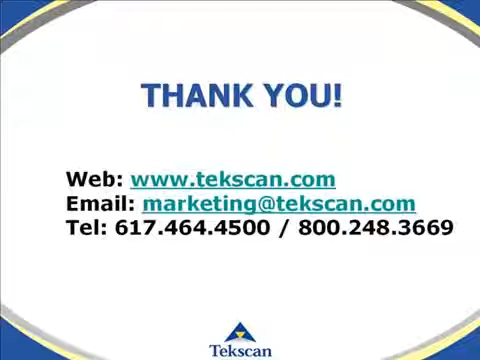 THANK YOU!
Web: www.tekscan.com
Email: marketing@tekscan.com
Tel: 617.464.4500 / 800.248.3669
Tekscan